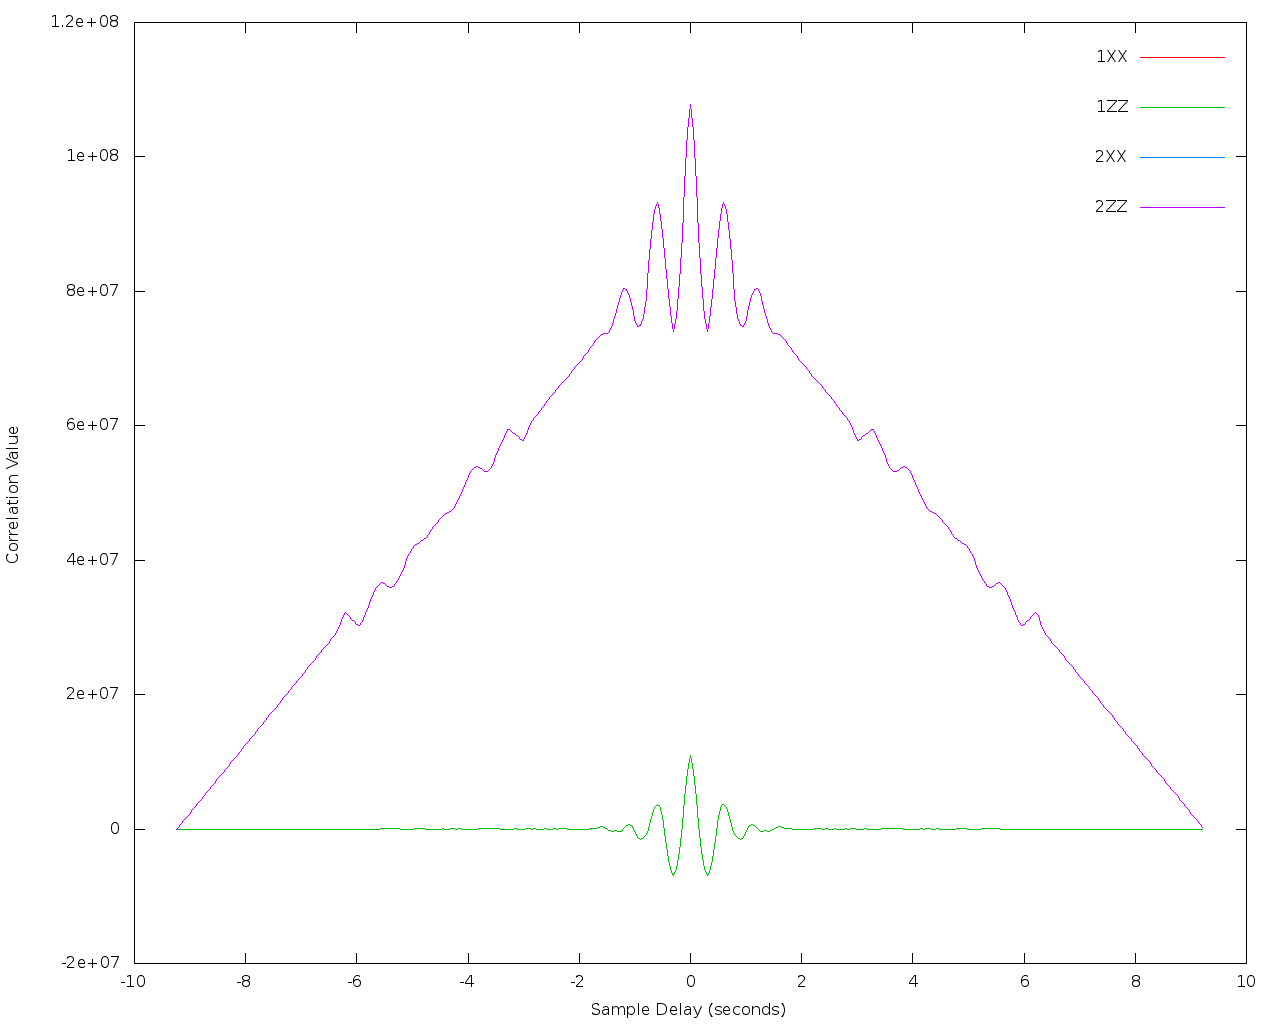 1.2e+08
1e+08
8e+07
6e+07
4e+07
2e+07
0
-2e+07
-10
-8
-6
-4
-2
0
2
4
6
8
10
Correlation Value
Sample Delay (seconds)
1XX
1ZZ
2XX
2ZZ